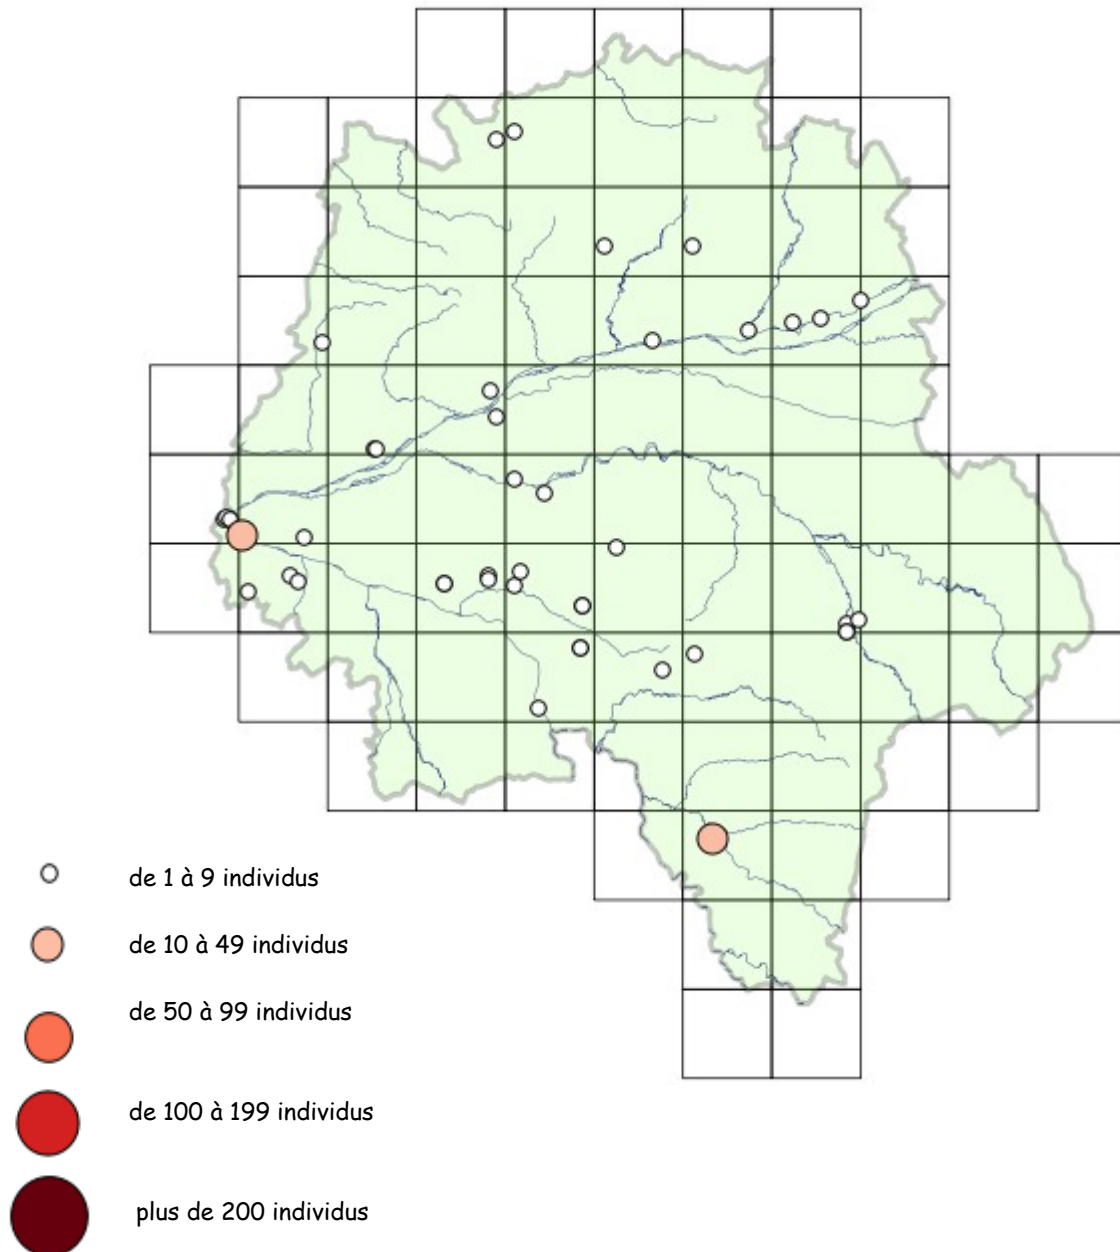 de 1 à 9 individus
de 10 à 49 individus
de 50 à 99 individus
de 100 à 199 individus
plus de 200 individus